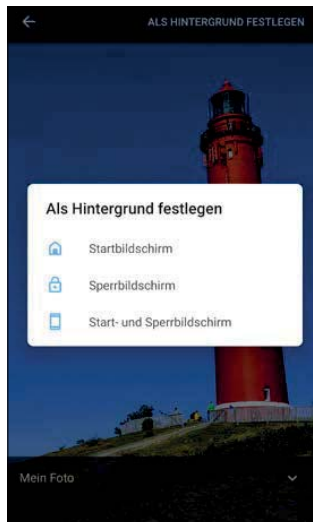 ALS HINTERGRUND FESTLEGEN
Als Hintergrund festlegen
Startbildschirm
Sperrbildschirm
Start- und Sperrbildschirm
Mein Foto